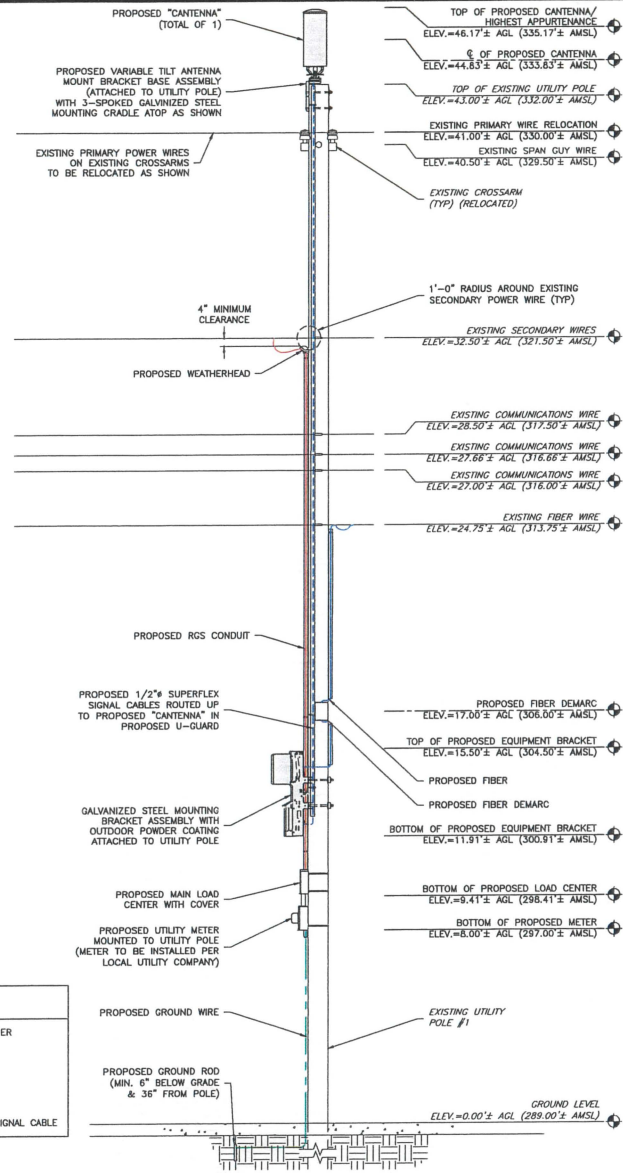 PROPOSED "CANTENNA"
(TOTAL OF 1)
TOP OF PROPOSED CANTENNA/
HIGHEST APPURTENANCE
ELEV.=46.17'± AGL (335.17'± AMSL)
℄ OF PROPOSED CANTENNA
ELEV.=44.83'± AGL (333.83'± AMSL)
PROPOSED VARIABLE TILT ANTENNA
MOUNT BRACKET BASE ASSEMBLY
(ATTACHED TO UTILITY POLE)
WITH 3-SPOKED GALVANIZED STEEL
MOUNTING CRADLE ATOP AS SHOWN
TOP OF EXISTING UTILITY POLE
ELEV.=43.00'± AGL (332.00'± AMSL)
EXISTING PRIMARY WIRE RELOCATION
ELEV.=41.00'± AGL (330.00'± AMSL)
EXISTING SPAN GUY WIRE
ELEV.=40.50'± AGL (329.50'± AMSL)
EXISTING PRIMARY POWER WIRES
ON EXISTING CROSSARMS
TO BE RELOCATED AS SHOWN
EXISTING CROSSARM
(TYP) (RELOCATED)
1'-0" RADIUS AROUND EXISTING
SECONDARY POWER WIRE (TYP)
4" MINIMUM
CLEARANCE
EXISTING SECONDARY WIRES
ELEV.=32.50'± AGL (321.50'± AMSL)
PROPOSED WEATHERHEAD
EXISTING COMMUNICATIONS WIRE
ELEV.=28.50'± AGL (317.50'± AMSL)
EXISTING COMMUNICATIONS WIRE
ELEV.=27.66'± AGL (316.66'± AMSL)
EXISTING COMMUNICATIONS WIRE
ELEV.=27.00'± AGL (316.00'± AMSL)
EXISTING FIBER WIRE
ELEV.=24.75'± AGL (313.75'± AMSL)
PROPOSED RGS CONDUIT
PROPOSED 1/2"ø SUPERFLEX
SIGNAL CABLES ROUTED UP
TO PROPOSED "CANTENNA" IN
PROPOSED U-GUARD
PROPOSED FIBER DEMARC
ELEV.=17.00'± AGL (306.00'± AMSL)
TOP OF PROPOSED EQUIPMENT BRACKET
ELEV.=15.50'± AGL (304.50'± AMSL)
PROPOSED FIBER
PROPOSED FIBER DEMARC
GALVANIZED STEEL MOUNTING
BRACKET ASSEMBLY WITH
OUTDOOR POWDER COATING
ATTACHED TO UTILITY POLE
BOTTOM OF PROPOSED EQUIPMENT BRACKET
ELEV.=11.91'± AGL (300.91'± AMSL)
PROPOSED MAIN LOAD
CENTER WITH COVER
BOTTOM OF PROPOSED LOAD CENTER
ELEV.=9.41'± AGL (298.41'± AMSL)
PROPOSED UTILITY METER
MOUNTED TO UTILITY POLE
(METER TO BE INSTALLED PER
LOCAL UTILITY COMPANY)
BOTTOM OF PROPOSED METER
ELEV.=8.00'± AGL (297.00'± AMSL)
PROPOSED GROUND WIRE
EXISTING UTILITY
POLE #1
ER
IGNAL CABLE
PROPOSED GROUND ROD
(MIN. 6" BELOW GRADE
& 36" FROM POLE)
GROUND LEVEL
ELEV.=0.00'± AGL (289.00'± AMSL)